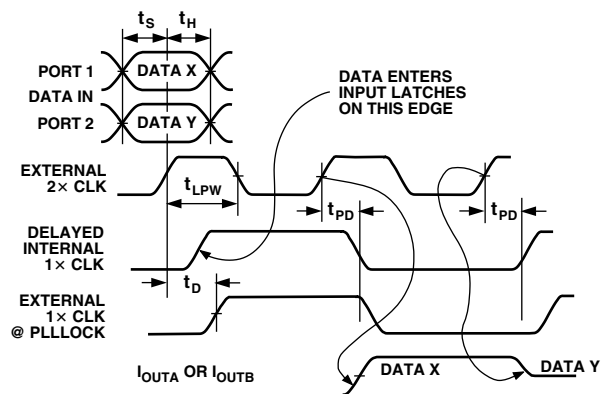 tS tH
PORT 1
DATA X
DATA IN
PORT 2
DATA Y
DATA ENTERS
INPUT LATCHES
ON THIS EDGE
EXTERNAL
2× CLK
tLPW
tPD
tPD
DELAYED
INTERNAL
1× CLK
tD
EXTERNAL
1× CLK
@ PLLLOCK
IOUTA OR IOUTB
DATA X
DATA Y